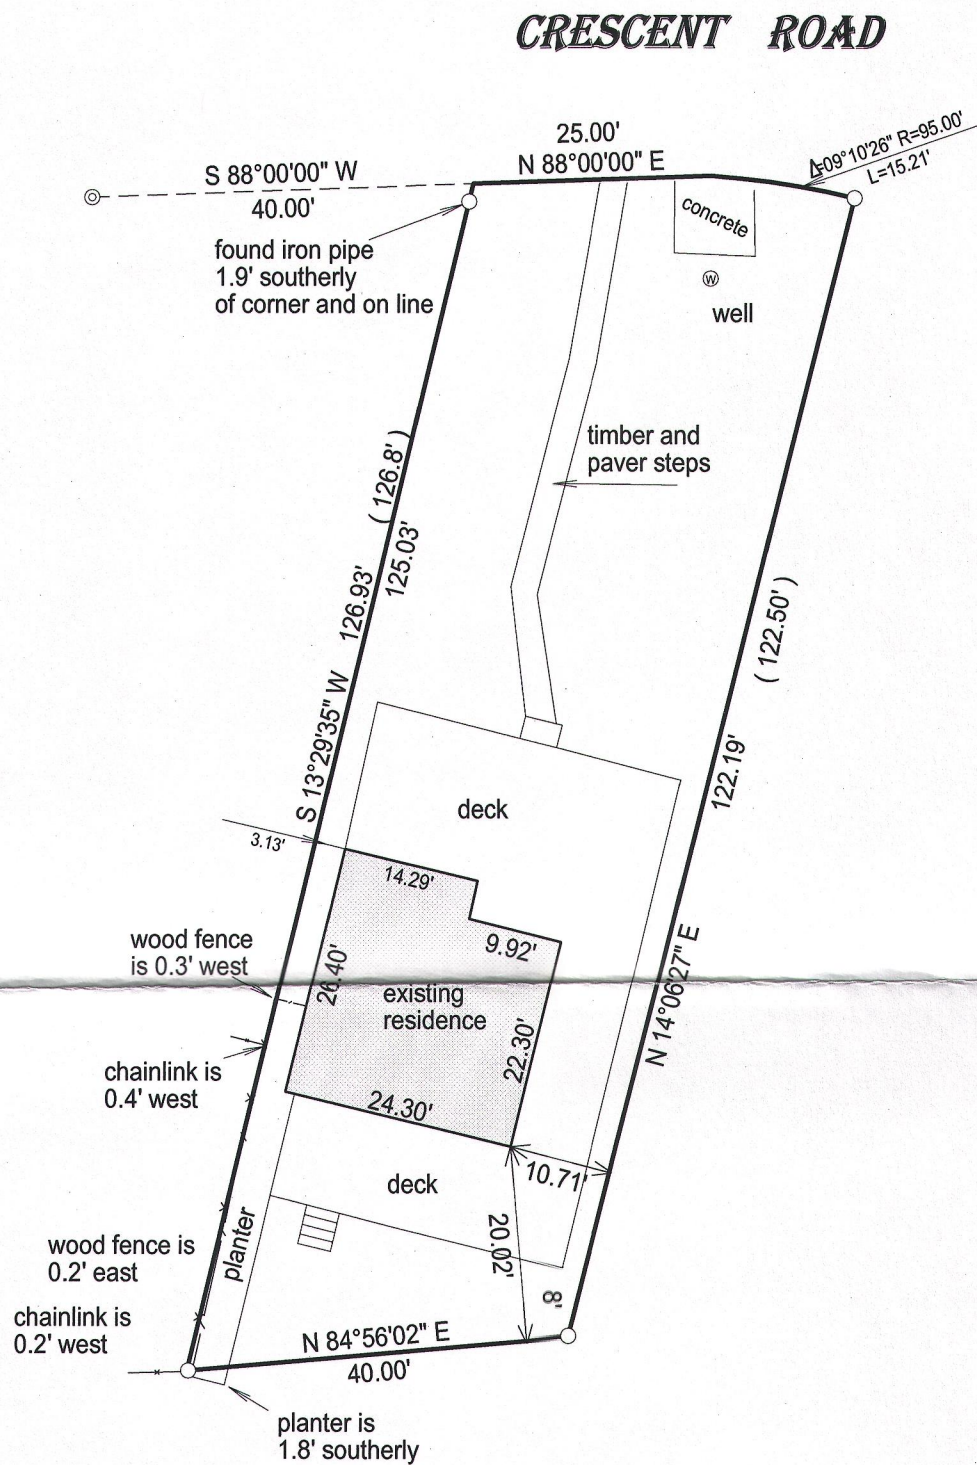 CRESCENT ROAD
25.00'
N 88°00'00" E
Δ=09°10'26" R=95.00'
L=15.21'
S 88°00'00" W
40.00'
found iron pipe
1.9' southerly
of corner and on line
concrete
W
well
timber and
paver steps
( 126.8' )
125.03'
126.93'
S 13°29'35" W
( 122.50' )
122.19'
N 14°06'27" E
deck
3.13'
14.29'
9.92'
wood fence
is 0.3' west
26.40'
existing
residence
22.30'
chainlink is
0.4' west
24.30'
10.71'
deck
20.02'
planter
wood fence is
0.2' east
8'
chainlink is
0.2' west
N 84°56'02" E
40.00'
planter is
1.8' southerly